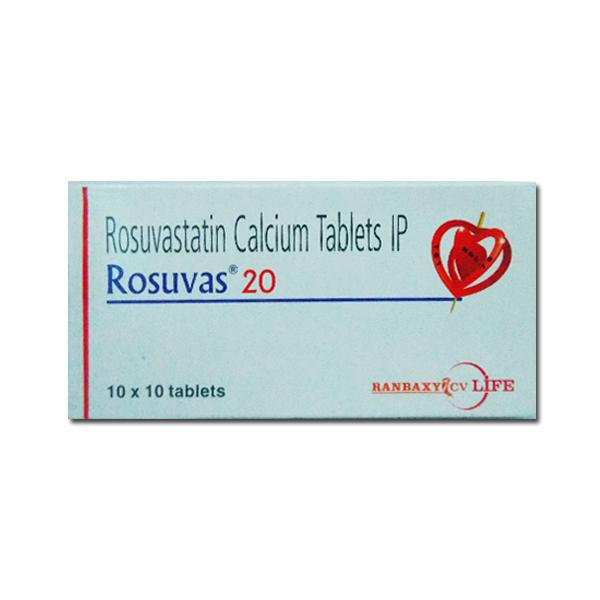 Rosuvastatin Calcium Tablets IP
Rosuvas® 20
10 x 10 tablets
RANBAXY CV LIFE